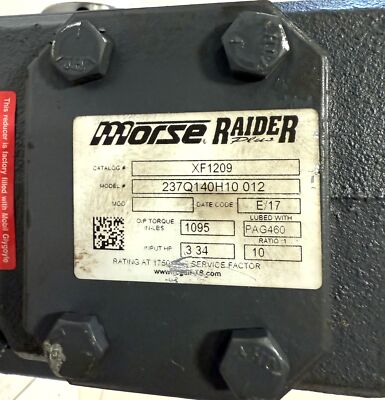 This reducer is factory
filled with Mobil Glygoyle
morse RAIDER
Plus
CATALOG # XF1209
MODEL # 237Q140H10 012
MOD DATE CODE E/17
O/P TORQUE
IN-LBS 1095
LUBED WITH
PAG460
INPUT HP 3.34
RATIO :1
10
RATING AT SERVICE FACTOR